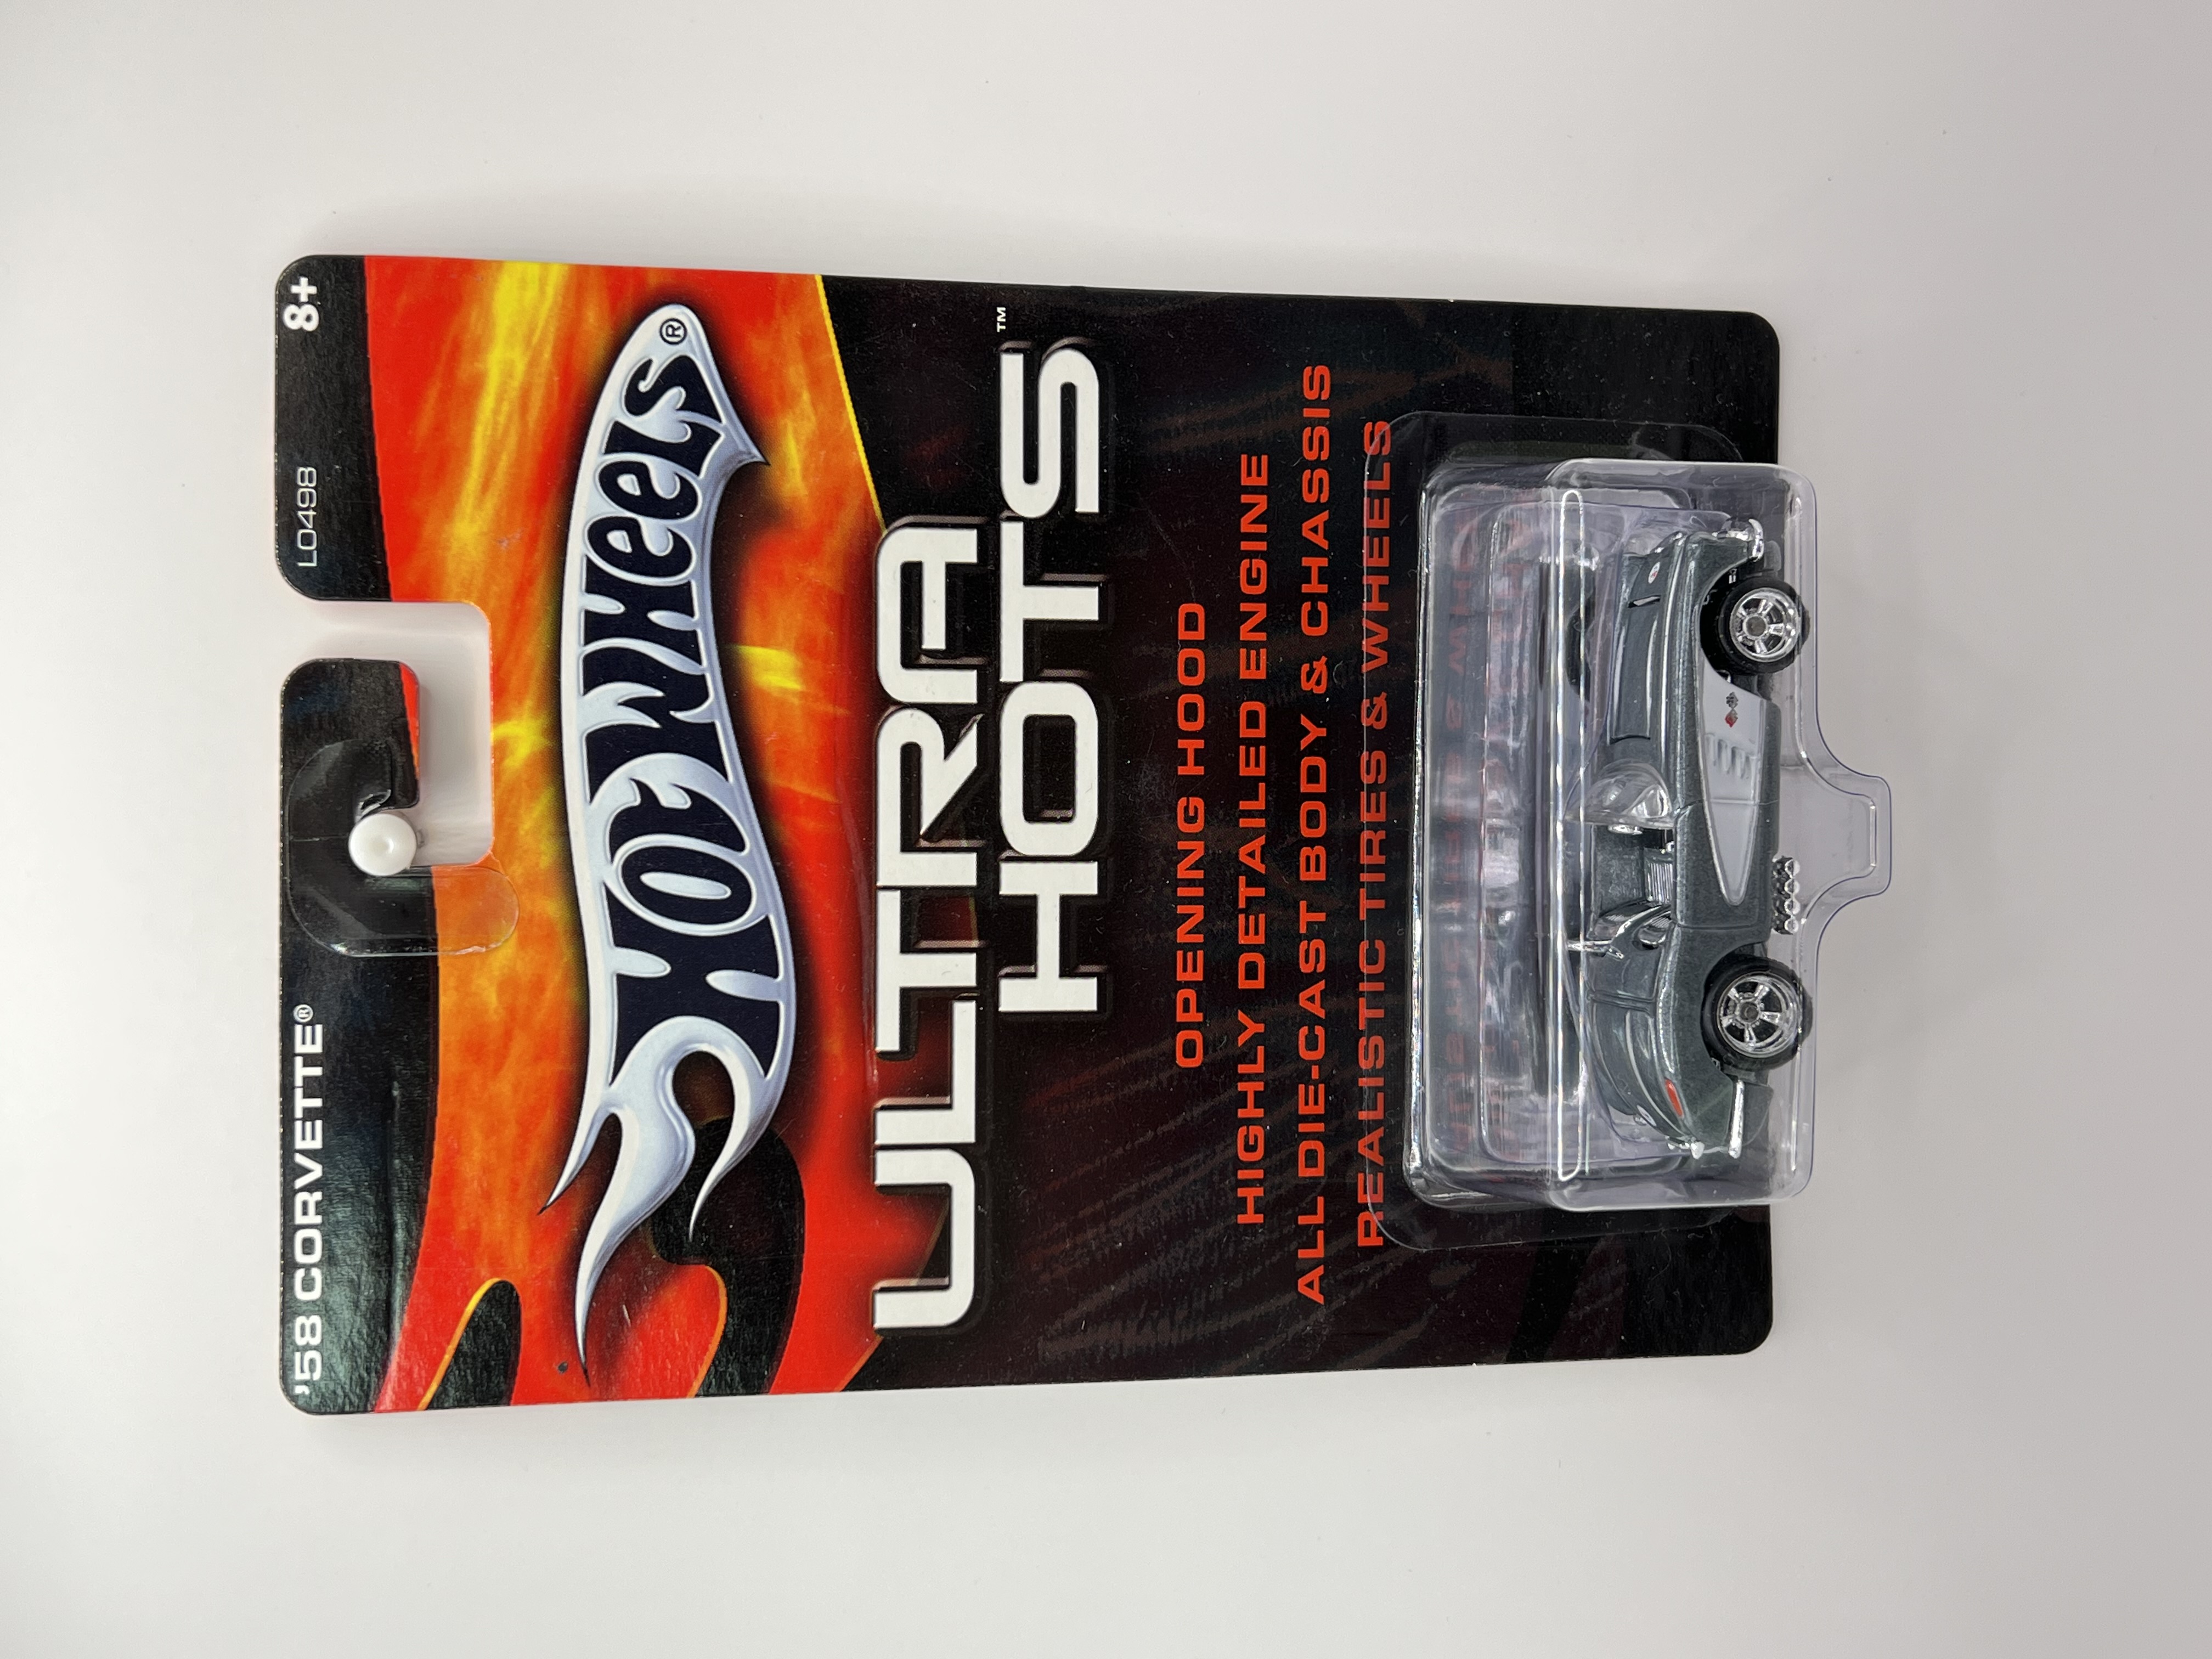 '58 CORVETTE®
L0498
8+
HOT WHEELS®
ULTRA
HOTS™
OPENING HOOD
HIGHLY DETAILED ENGINE
ALL DIE-CAST BODY & CHASSIS
REALISTIC TIRES & WHEELS